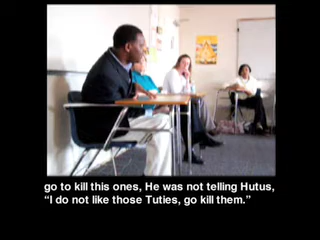 go to kill this ones, He was not telling Hutus,
“I do not like those Tuties, go kill them.”